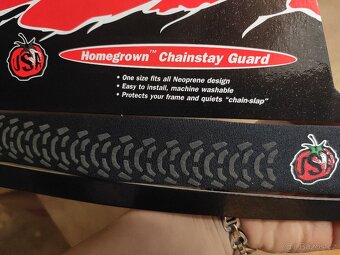 Homegrown™ Chainstay Guard
• One size fits all Neoprene design
• Easy to install, machine washable
• Protects your frame and quiets "chain-slap"
JSA